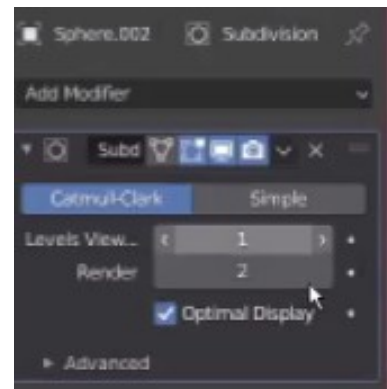 Sphere.002 Subdivision
Add Modifier
Subd
Catmull-Clark Simple
Levels View... 1
Render 2
Optimal Display
Advanced